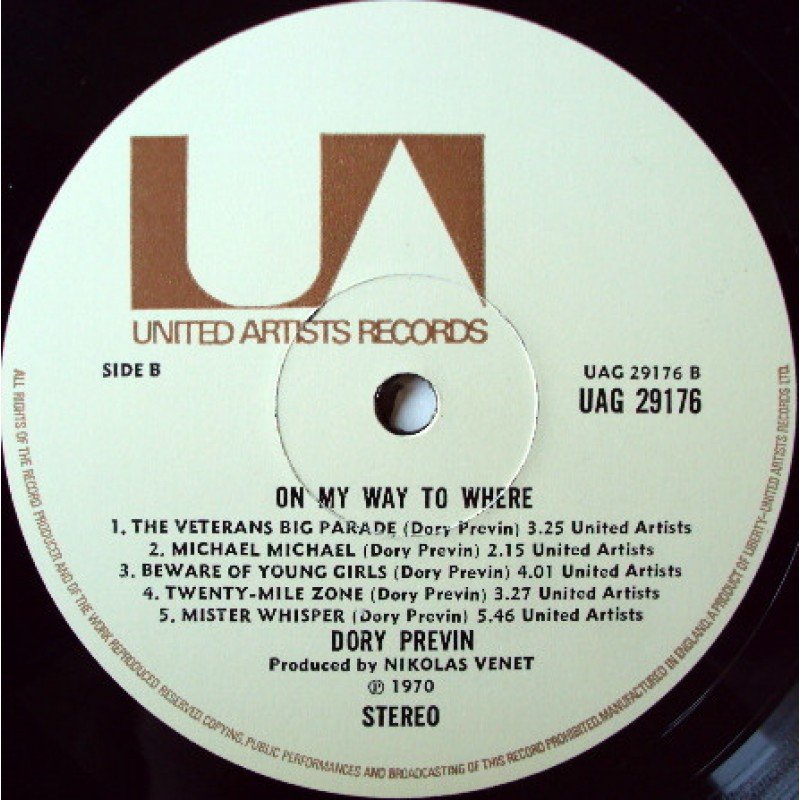 UA
UNITED ARTISTS RECORDS
SIDE B
UAG 29176 B
UAG 29176
ON MY WAY TO WHERE
1. THE VETERANS BIG PARADE (Dory Previn) 3.25 United Artists
2. MICHAEL MICHAEL (Dory Previn) 2.15 United Artists
3. BEWARE OF YOUNG GIRLS (Dory Previn) 4.01 United Artists
4. TWENTY-MILE ZONE (Dory Previn) 3.27 United Artists
5. MISTER WHISPER (Dory Previn) 5.46 United Artists
DORY PREVIN
Produced by NIKOLAS VENET
℗ 1970
STEREO
ALL RIGHTS OF THE RECORD PRODUCER AND OF THE WORK REPRODUCED RESERVED COPYING, PUBLIC PERFORMANCES AND BROADCASTING OF THIS RECORD PROHIBITED. MANUFACTURED IN ENGLAND. A PRODUCT OF LIBERTY-UNITED ARTISTS RECORDS LTD.